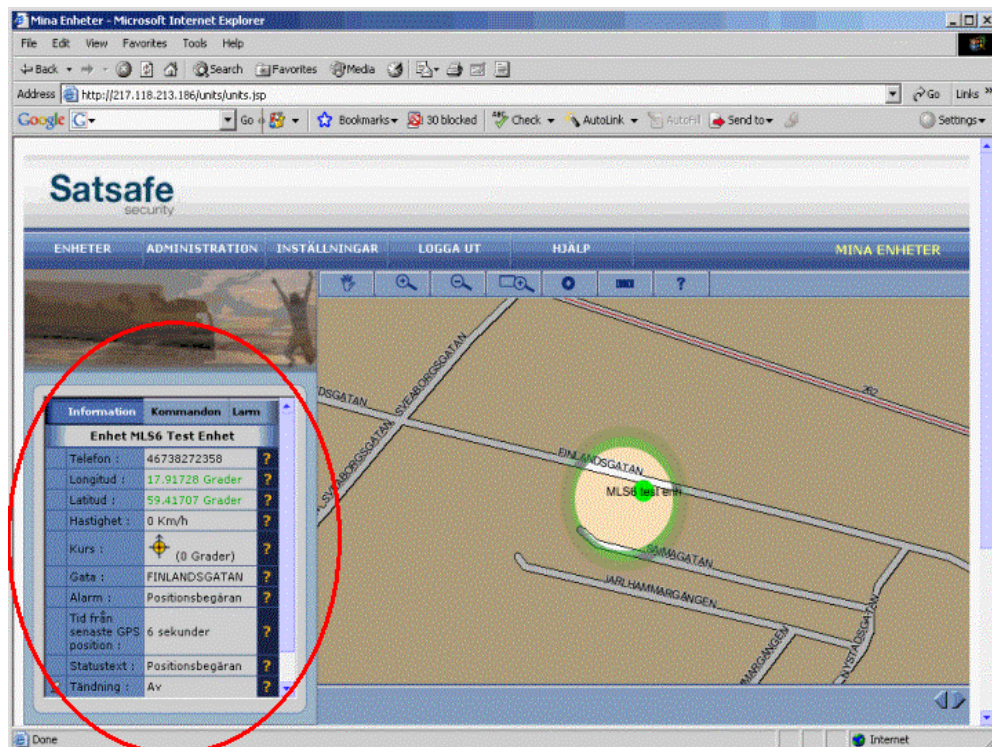 Mina Enheter - Microsoft Internet Explorer
File Edit View Favorites Tools Help
Back Search Favorites Media
Address http://217.118.213.186/units/units.jsp Go Links »
Google G Go Bookmarks 30 blocked Check AutoLink AutoFill Send to Settings
Satsafe
security
ENHETER ADMINISTRATION INSTÄLLNINGAR LOGGA UT HJÄLP MINA ENHETER
?
Information Kommandon Larm
Enhet MLS6 Test Enhet
Telefon : 46738272358 ?
Longitud : 17.91728 Grader ?
Latitud : 59.41707 Grader ?
Hastighet : 0 Km/h ?
Kurs : (0 Grader) ?
Gata : FINLANDSGATAN ?
Alarm : Positionsbegäran ?
Tid från
senaste GPS 6 sekunder ?
position :
Statustext : Positionsbegäran ?
Tändning : Av ?
DSGATAN
SVEABORGSGATAN
SVEABORGSGATAN
262
FINLANDSGATAN
MLS6 test enh
SAIMAGATAN
JARLHAMMARGÅNGEN
MARGÅNGEN
NYSTADSGATAN
Done Internet